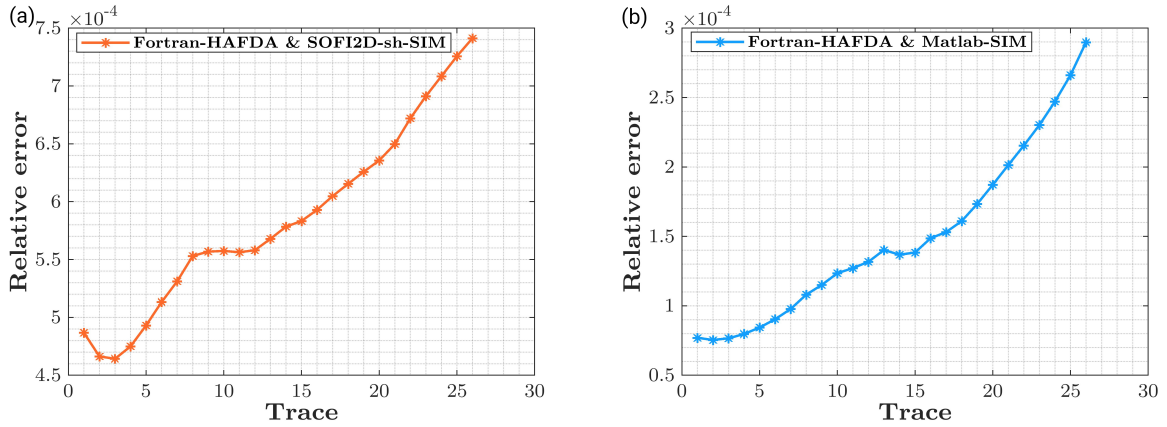 (a)
×10⁻⁴
7.5
7
6.5
6
5.5
5
4.5
0 5 10 15 20 25 30
Relative error
Trace
Fortran-HAFDA & SOFI2D-sh-SIM
(b)
×10⁻⁴
3
2.5
2
1.5
1
0.5
0 5 10 15 20 25 30
Relative error
Trace
Fortran-HAFDA & Matlab-SIM